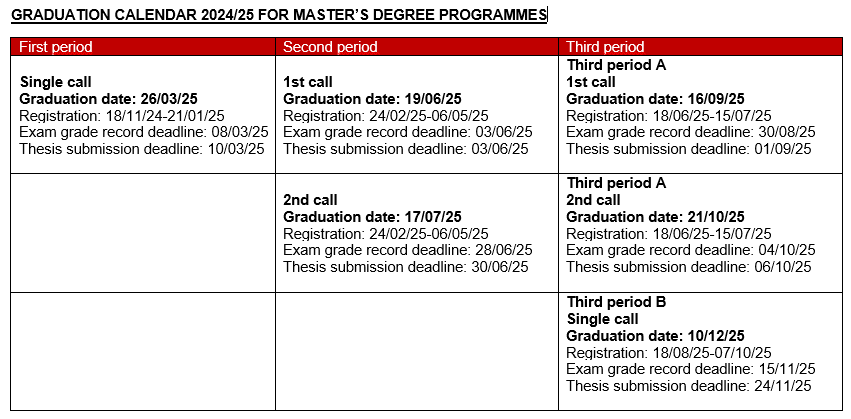 GRADUATION CALENDAR 2024/25 FOR MASTER'S DEGREE PROGRAMMES
First period
Second period
Third period
Single call
Graduation date: 26/03/25
Registration: 18/11/24-21/01/25
Exam grade record deadline: 08/03/25
Thesis submission deadline: 10/03/25
1st call
Graduation date: 19/06/25
Registration: 24/02/25-06/05/25
Exam grade record deadline: 03/06/25
Thesis submission deadline: 03/06/25
Third period A
1st call
Graduation date: 16/09/25
Registration: 18/06/25-15/07/25
Exam grade record deadline: 30/08/25
Thesis submission deadline: 01/09/25
2nd call
Graduation date: 17/07/25
Registration: 24/02/25-06/05/25
Exam grade record deadline: 28/06/25
Thesis submission deadline: 30/06/25
Third period A
2nd call
Graduation date: 21/10/25
Registration: 18/06/25-15/07/25
Exam grade record deadline: 04/10/25
Thesis submission deadline: 06/10/25
Third period B
Single call
Graduation date: 10/12/25
Registration: 18/08/25-07/10/25
Exam grade record deadline: 15/11/25
Thesis submission deadline: 24/11/25